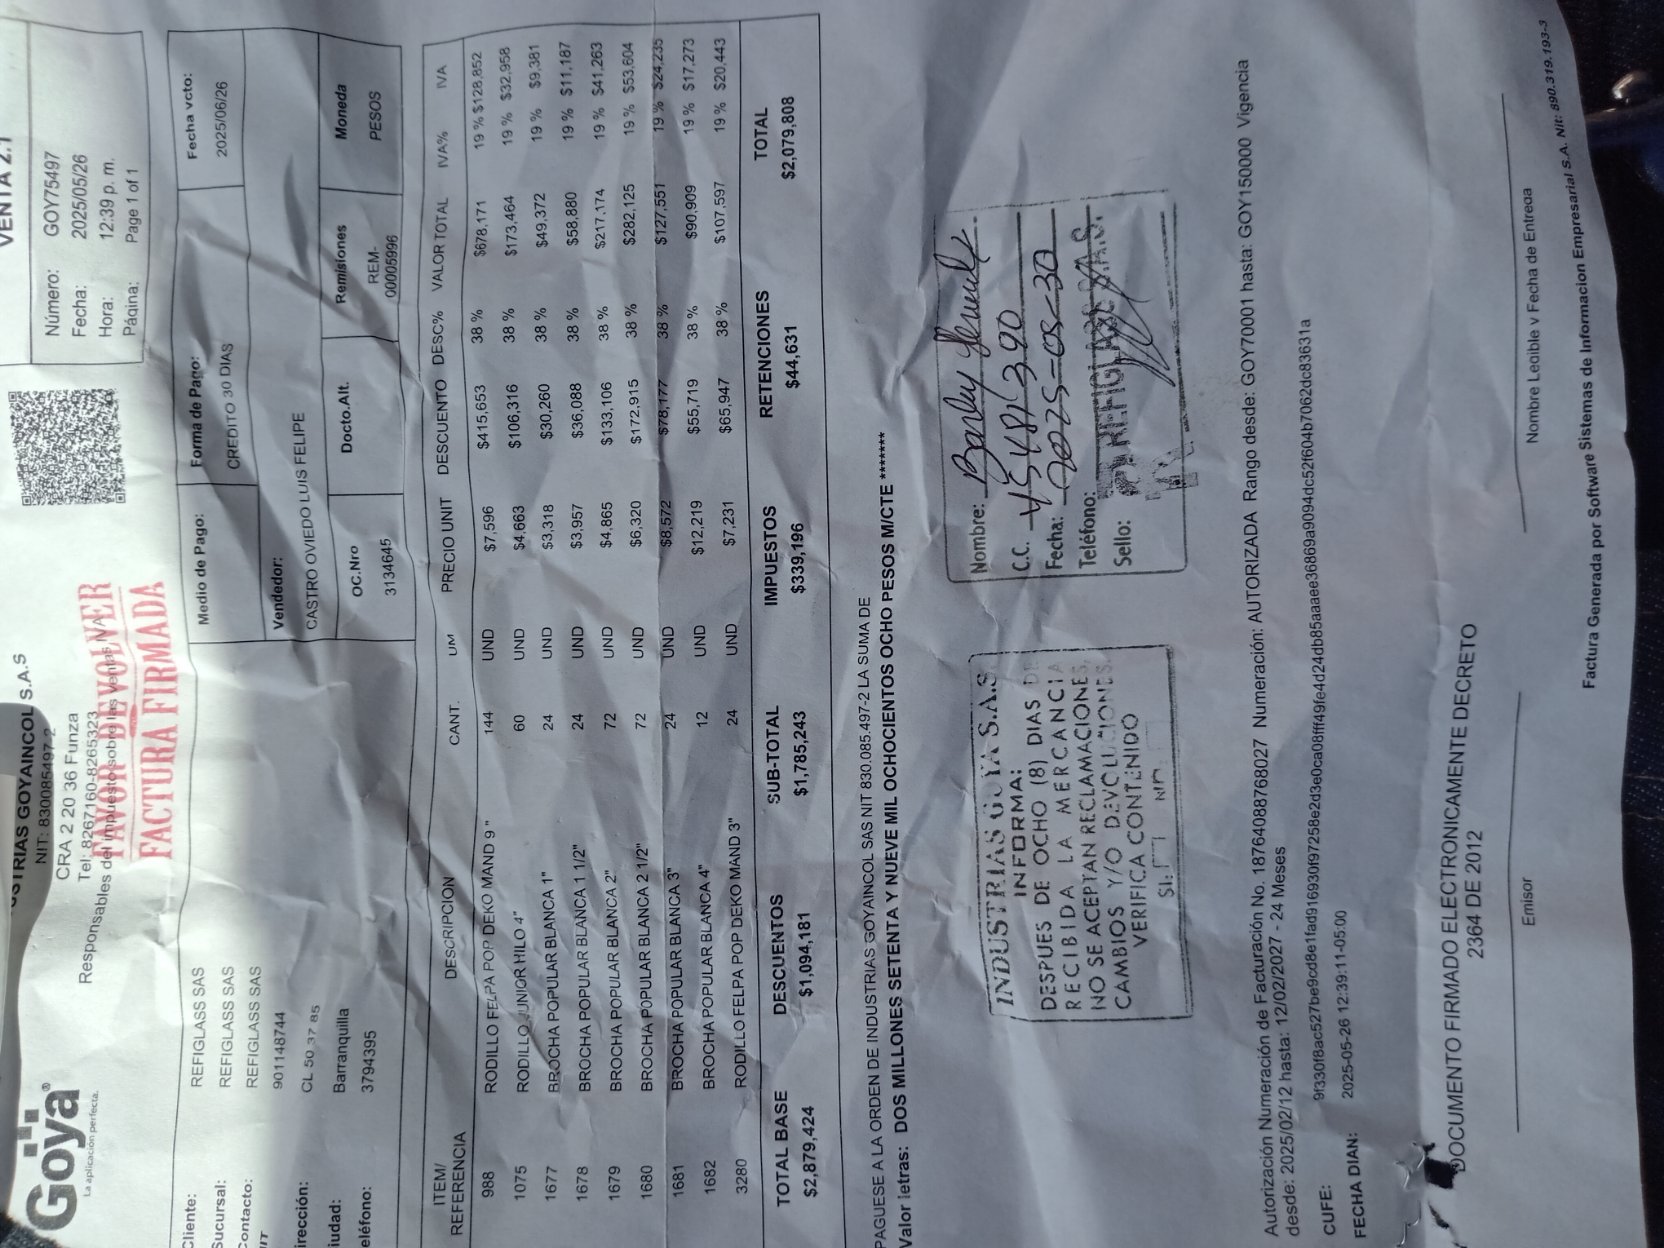 Goya®
La aplicación perfecta.
GOYAINCOL S.A.S
NIT: 830085497-2
CRA 2 20 36 Funza
Tel: 8267160-8265323
Responsables del impuesto sobre las ventas
FAVOR DEVOLVER
FACTURA FIRMADA
VENTA 2.1
Número: GOY75497
Fecha: 2025/05/26
Hora: 12:39 p. m.
Página: Page 1 of 1
Cliente: REFIGLASS SAS
Sucursal: REFIGLASS SAS
Contacto: REFIGLASS SAS
IT 901148744
irección: CL 50 37 85
iudad: Barranquilla
eléfono: 3794395
Medio de Pago: Forma de Pago: Fecha vcto:
CREDITO 30 DIAS 2025/06/26
Vendedor:
CASTRO OVIEDO LUIS FELIPE
OC.Nro Docto.Alt. Remisiones Moneda
3134645 REM-00005996 PESOS
ITEM/ REFERENCIA DESCRIPCION CANT. UM PRECIO UNIT DESCUENTO DESC% VALOR TOTAL IVA% IVA
988 RODILLO FELPA POP DEKO MAND 9 " 144 UND $7,596 $415,653 38 % $678,171 19 % $128,852
1075 RODILLO JUNIOR HILO 4" 60 UND $4,663 $106,316 38 % $173,464 19 % $32,958
1677 BROCHA POPULAR BLANCA 1" 24 UND $3,318 $30,260 38 % $49,372 19 % $9,381
1678 BROCHA POPULAR BLANCA 1 1/2" 24 UND $3,957 $36,088 38 % $58,880 19 % $11,187
1679 BROCHA POPULAR BLANCA 2" 72 UND $4,865 $133,106 38 % $217,174 19 % $41,263
1680 BROCHA POPULAR BLANCA 2 1/2" 72 UND $6,320 $172,915 38 % $282,125 19 % $53,604
1681 BROCHA POPULAR BLANCA 3" 24 UND $8,572 $78,177 38 % $127,551 19 % $24,235
1682 BROCHA POPULAR BLANCA 4" 12 UND $12,219 $55,719 38 % $90,909 19 % $17,273
3280 RODILLO FELPA POP DEKO MAND 3" 24 UND $7,231 $65,947 38 % $107,597 19 % $20,443
TOTAL BASE DESCUENTOS SUB-TOTAL IMPUESTOS RETENCIONES TOTAL
$2,879,424 $1,094,181 $1,785,243 $339,196 $44,631 $2,079,808
PAGUESE A LA ORDEN DE INDUSTRIAS GOYAINCOL SAS NIT 830.085.497-2 LA SUMA DE
Valor letras: DOS MILLONES SETENTA Y NUEVE MIL OCHOCIENTOS OCHO PESOS M/CTE ******
INDUSTRIAS GOYA S.A.S
INFORMA:
DESPUES DE OCHO (8) DIAS DE
RECIBIDA LA MERCANCIA
NO SE ACEPTAN RECLAMACIONES,
CAMBIOS Y/O DEVOLUCIONES.
VERIFICA CONTENIDO
SI: NO
Nombre:
C.C.
Fecha: 2025-05-30
Teléfono:
Sello:
REFIGLASS S.A.S.
Autorización Numeración de Facturación No. 18764088768027 Numeración: AUTORIZADA Rango desde: GOY70001 hasta: GOY150000 Vigencia
desde: 2025/02/12 hasta: 12/02/2027 - 24 Meses
CUFE: 9f330f8ac527be9cd8e1fad916930f97258e2d3e0ca08fff49fe4d24db85aaaee36869a9094dc52f604b7062dc83631a
FECHA DIAN: 2025-05-26 12:39:11-05:00
DOCUMENTO FIRMADO ELECTRONICAMENTE DECRETO
2364 DE 2012
Emisor
Nombre Legible y Fecha de Entrega
Factura Generada por Software Sistemas de Informacion Empresarial S.A. Nit: 890.319.193-3